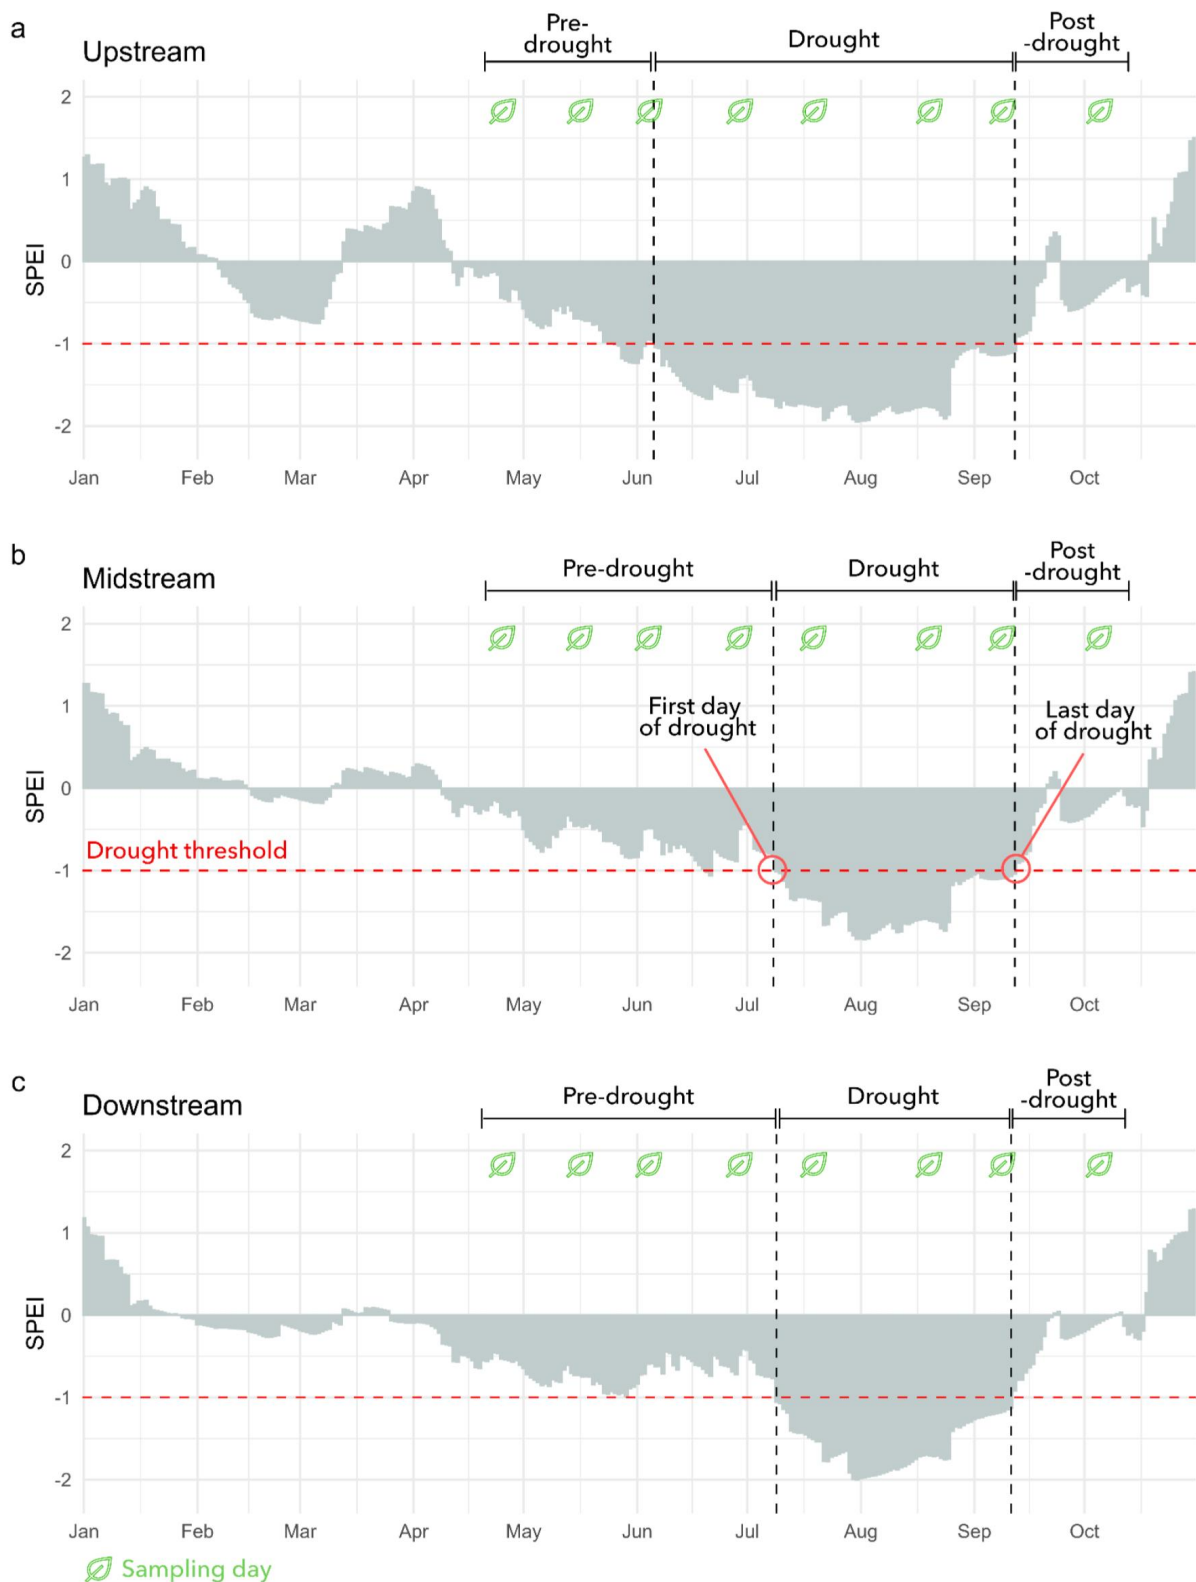 a
Upstream
Pre-
drought
Drought
Post
-drought
2
1
0
-1
-2
SPEI
Jan Feb Mar Apr May Jun Jul Aug Sep Oct
b
Midstream
Pre-drought
Drought
Post
-drought
2
1
0
-1
-2
SPEI
First day
of drought
Last day
of drought
Drought threshold
Jan Feb Mar Apr May Jun Jul Aug Sep Oct
c
Downstream
Pre-drought
Drought
Post
-drought
2
1
0
-1
-2
SPEI
Jan Feb Mar Apr May Jun Jul Aug Sep Oct
Sampling day